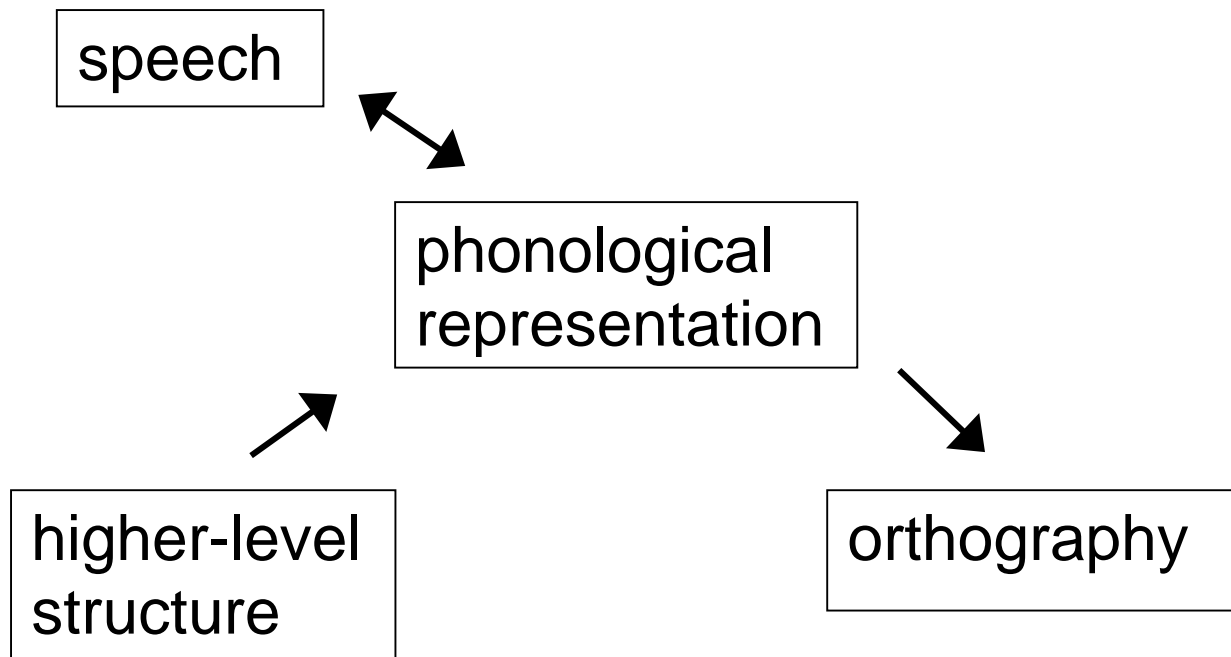 speech
phonological
representation
higher-level
structure
orthography